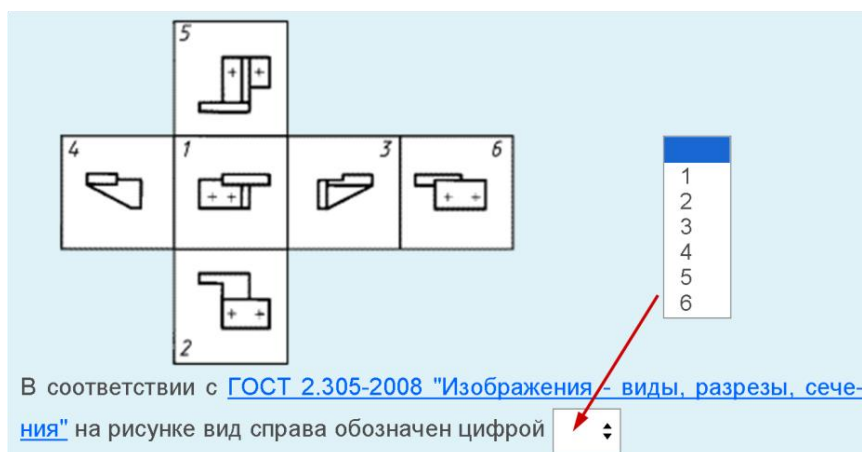 5
4 1 3 6
2
1
2
3
4
5
6
В соответствии с ГОСТ 2.305-2008 "Изображения - виды, разрезы, сече-
ния" на рисунке вид справа обозначен цифрой